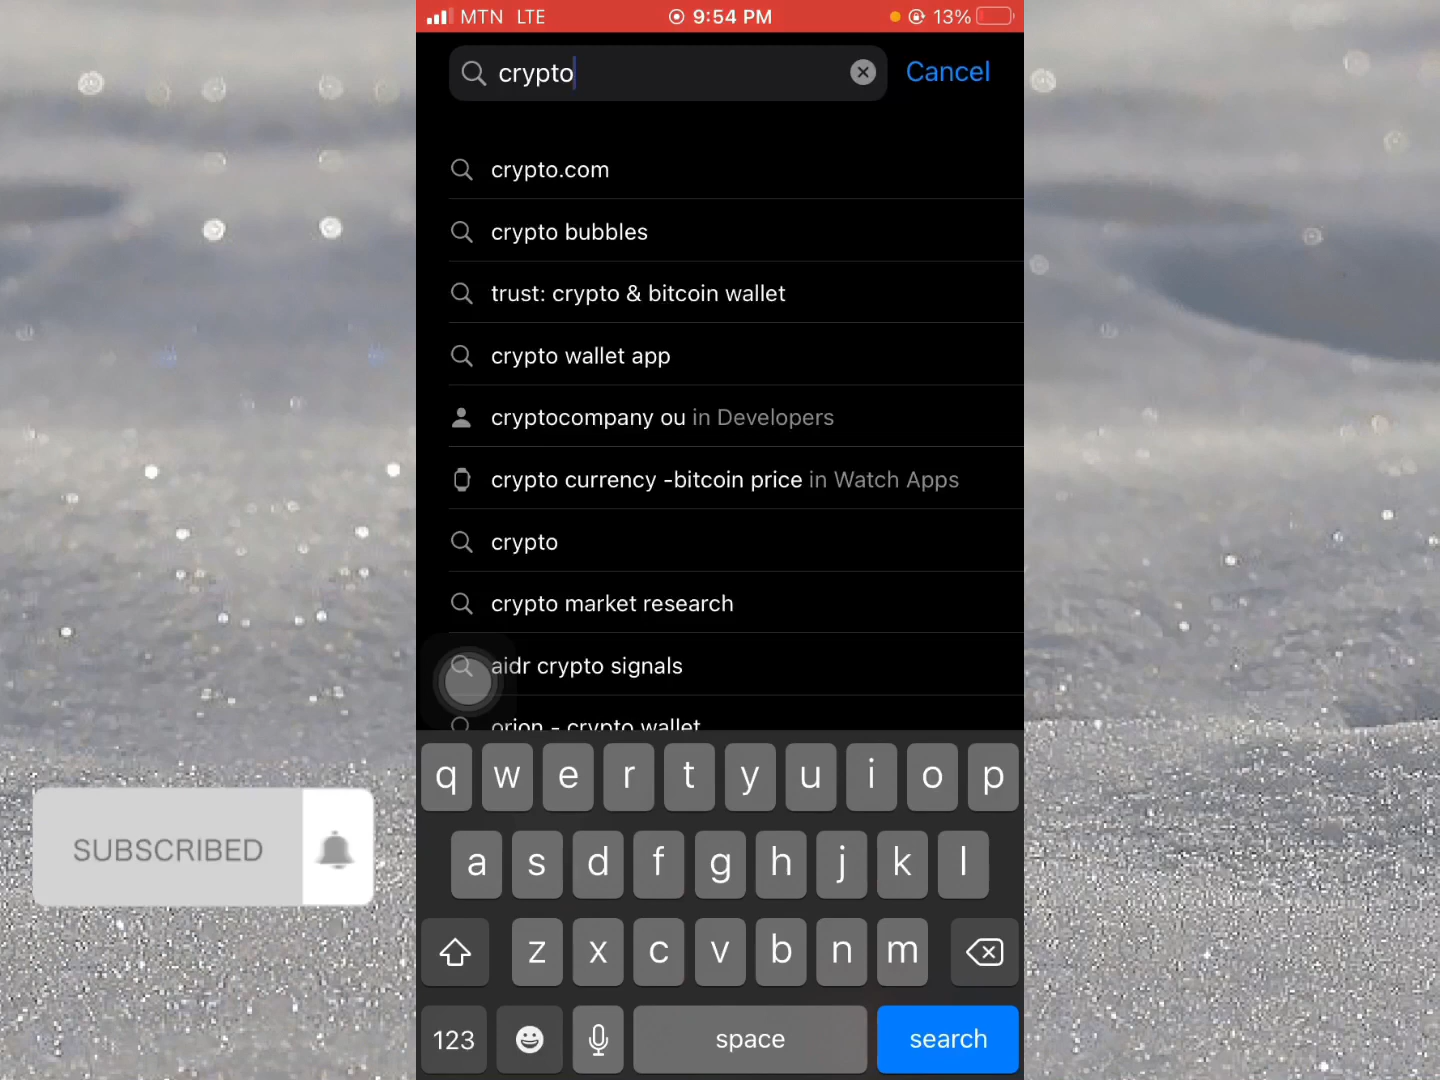 MTN LTE 9:54 PM 13%
crypto Cancel
crypto.com
crypto bubbles
trust: crypto & bitcoin wallet
crypto wallet app
cryptocompany ou in Developers
crypto currency -bitcoin price in Watch Apps
crypto
crypto market research
aidr crypto signals
orion - crypto wallet
q w e r t y u i o p
a s d f g h j k l
SUBSCRIBED
z x c v b n m
123 space search